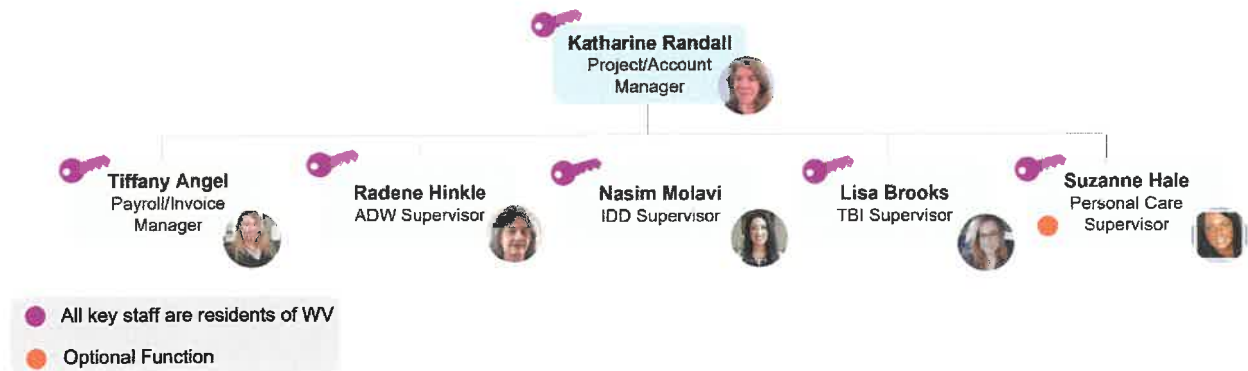 Katharine Randall
Project/Account
Manager
Tiffany Angel
Payroll/Invoice
Manager
Radene Hinkle
ADW Supervisor
Nasim Molavi
IDD Supervisor
Lisa Brooks
TBI Supervisor
Suzanne Hale
Personal Care
Supervisor
All key staff are residents of WV
Optional Function